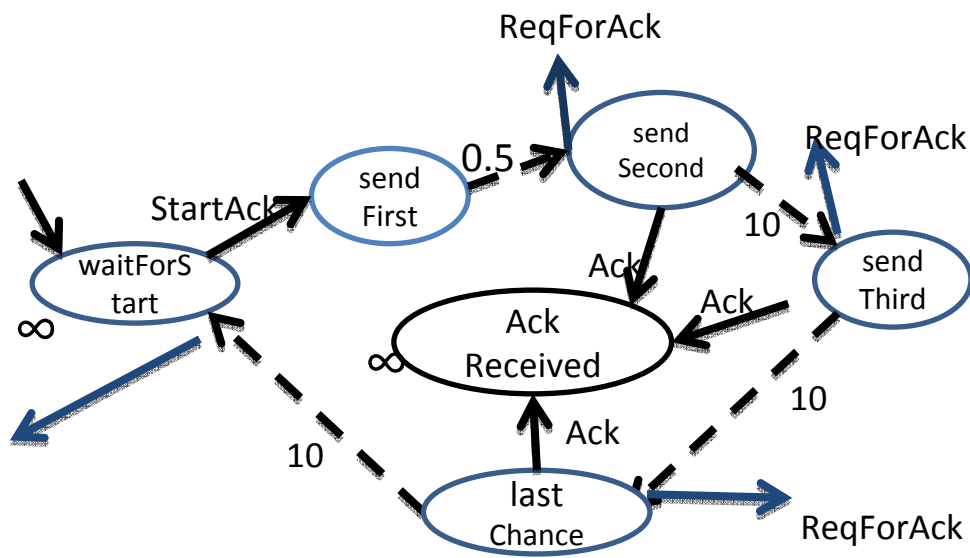 ReqForAck
send
First
0.5
send
Second
ReqForAck
StartAck
10
waitForS
tart
∞
Ack
send
Third
Ack
Ack
Received
∞
10
10
Ack
last
Chance
ReqForAck